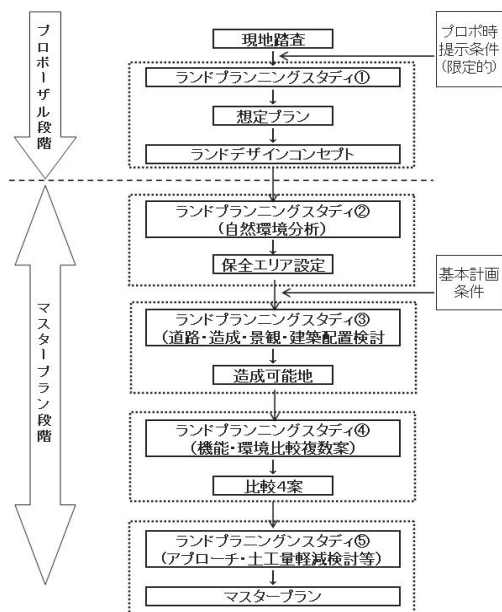 プロポーザル段階
現地踏査
プロポ時
提示条件
(限定的)
ランドプランニングスタディ①
想定プラン
ランドデザインコンセプト
マスタープラン段階
ランドプランニングスタディ②
(自然環境分析)
保全エリア設定
基本計画
条件
ランドプランニングスタディ③
(道路・造成・景観・建築配置検討
造成可能地
ランドプランニングスタディ④
(機能・環境比較複数案)
比較4案
ランドプラニングンスタディ⑤
(アプローチ・土工量軽減検討等)
マスタープラン